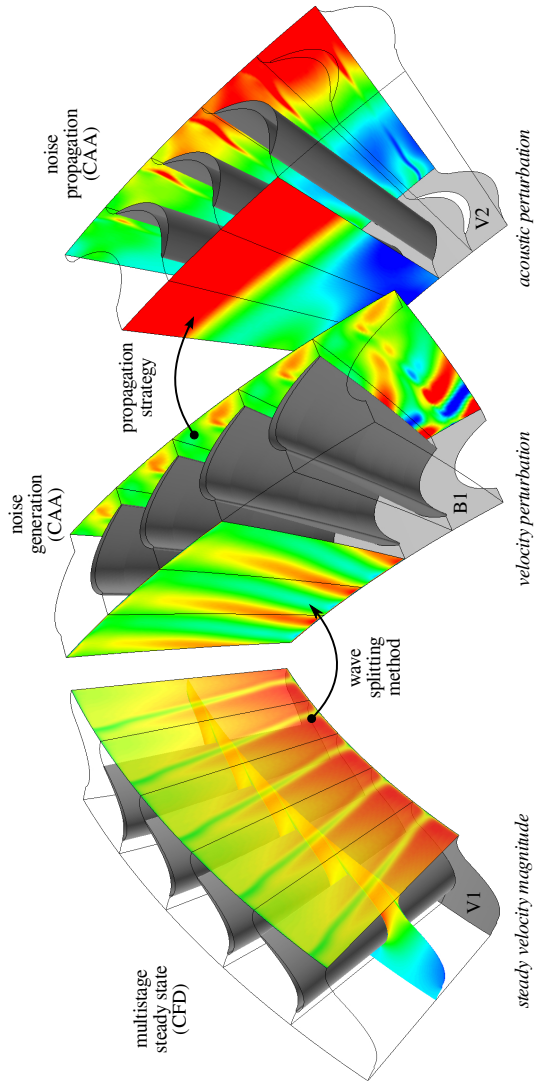 multistage
steady state
(CFD)
wave
splitting
method
noise
generation
(CAA)
propagation
strategy
noise
propagation
(CAA)
V1
B1
V2
steady velocity magnitude
velocity perturbation
acoustic perturbation